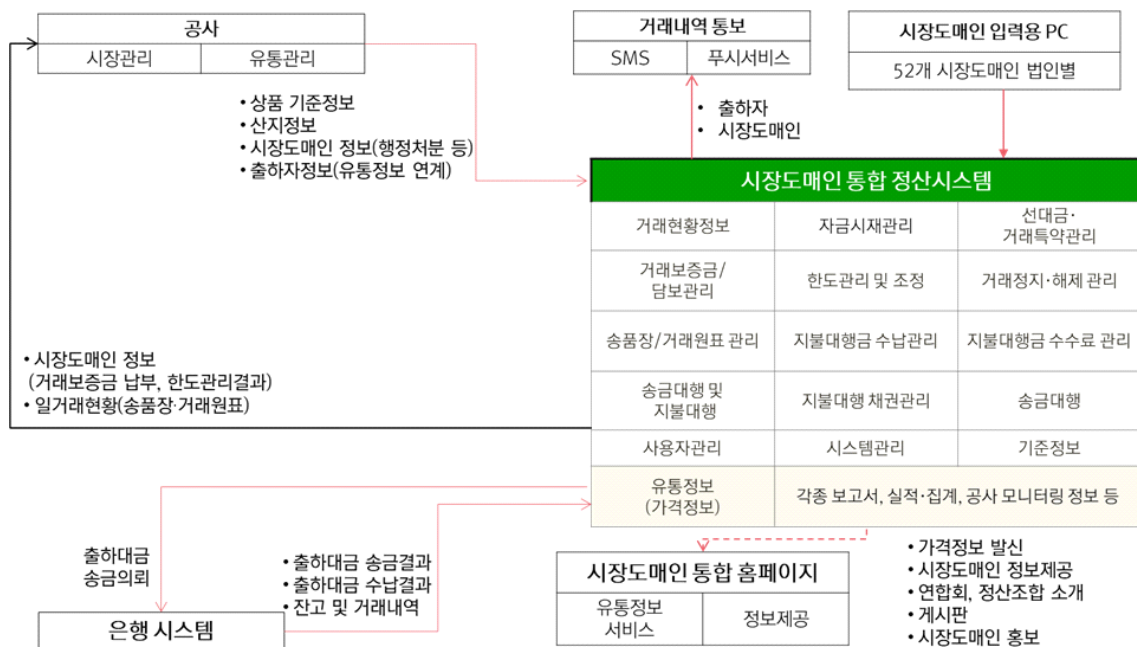 공사
시장관리 유통관리
거래내역 통보
SMS 푸시서비스
시장도매인 입력용 PC
52개 시장도매인 법인별
• 상품 기준정보
• 산지정보
• 시장도매인 정보(행정처분 등)
• 출하자정보(유통정보 연계)
• 출하자
• 시장도매인
시장도매인 통합 정산시스템
거래현황정보 자금시재관리 선대금·
거래특약관리
거래보증금/
담보관리 한도관리 및 조정 거래정지·해제 관리
송품장/거래원표 관리 지불대행금 수납관리 지불대행금 수수료 관리
송금대행 및
지불대행 지불대행 채권관리 송금대행
사용자관리 시스템관리 기준정보
유통정보
(가격정보) 각종 보고서, 실적·집계, 공사 모니터링 정보 등
• 시장도매인 정보
(거래보증금 납부, 한도관리결과)
• 일거래현황(송품장·거래원표)
출하대금
송금의뢰
• 출하대금 송금결과
• 출하대금 수납결과
• 잔고 및 거래내역
은행 시스템
시장도매인 통합 홈페이지
유통정보
서비스 정보제공
• 가격정보 발신
• 시장도매인 정보제공
• 연합회, 정산조합 소개
• 게시판
• 시장도매인 홍보